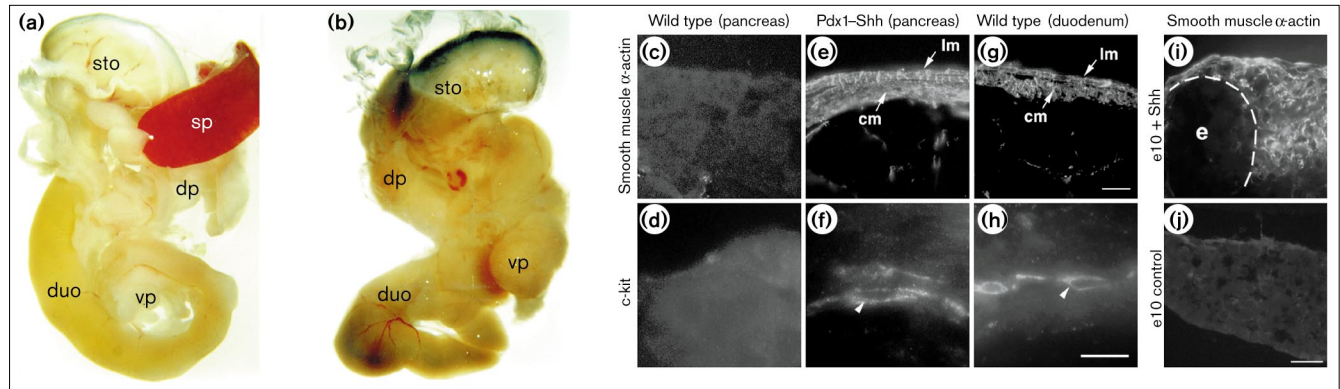 (a)
sto
sp
dp
duo
vp
(b)
sto
dp
vp
duo
Wild type (pancreas)
Pdx1–Shh (pancreas)
Wild type (duodenum)
Smooth muscle α-actin
Smooth muscle α-actin
(c)
(e)
lm
cm
(g)
lm
cm
(i)
e
e10 + Shh
c-kit
(d)
(f)
(h)
(j)
e10 control